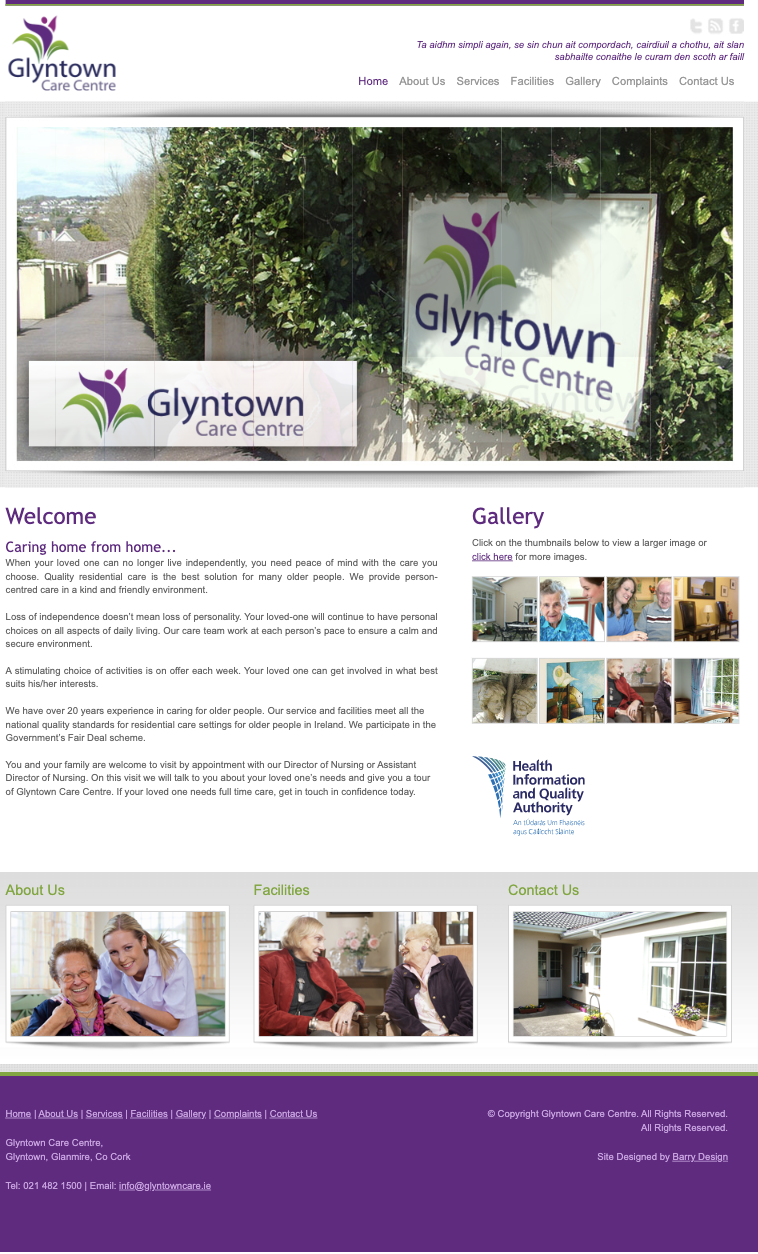 Glyntown
Care Centre
Ta aidhm simpli again, se sin chun ait compordach, cairdiuil a chothu, ait slan
sabhailte conaithe le curam den scoth ar faill
Home About Us Services Facilities Gallery Complaints Contact Us
Glyntown
Care Centre
Glyntown
Care Centre
Welcome
Caring home from home...
When your loved one can no longer live independently, you need peace of mind with the care you
choose. Quality residential care is the best solution for many older people. We provide person-
centred care in a kind and friendly environment.
Loss of independence doesn't mean loss of personality. Your loved-one will continue to have personal
choices on all aspects of daily living. Our care team work at each person's pace to ensure a calm and
secure environment.
A stimulating choice of activities is on offer each week. Your loved one can get involved in what best
suits his/her interests.
We have over 20 years experience in caring for older people. Our service and facilities meet all the
national quality standards for residential care settings for older people in Ireland. We participate in the
Government's Fair Deal scheme.
You and your family are welcome to visit by appointment with our Director of Nursing or Assistant
Director of Nursing. On this visit we will talk to you about your loved one's needs and give you a tour
of Glyntown Care Centre. If your loved one needs full time care, get in touch in confidence today.
Gallery
Click on the thumbnails below to view a larger image or
click here for more images.
Health
Information
and Quality
Authority
An tÚdarás Um Fhaisnéis
agus Cáilíocht Sláinte
About Us
Facilities
Contact Us
Home | About Us | Services | Facilities | Gallery | Complaints | Contact Us
Glyntown Care Centre,
Glyntown, Glanmire, Co Cork
Tel: 021 482 1500 | Email: info@glyntowncare.ie
© Copyright Glyntown Care Centre. All Rights Reserved.
All Rights Reserved.
Site Designed by Barry Design